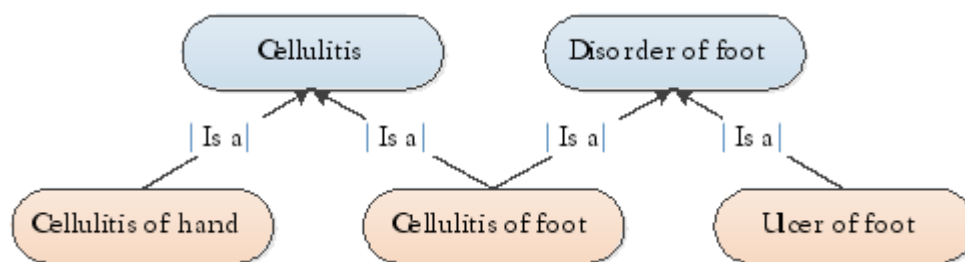 Cellulitis
Disorder of foot
| Is a | | Is a | | Is a | | Is a |
Cellulitis of hand
Cellulitis of foot
Ulcer of foot